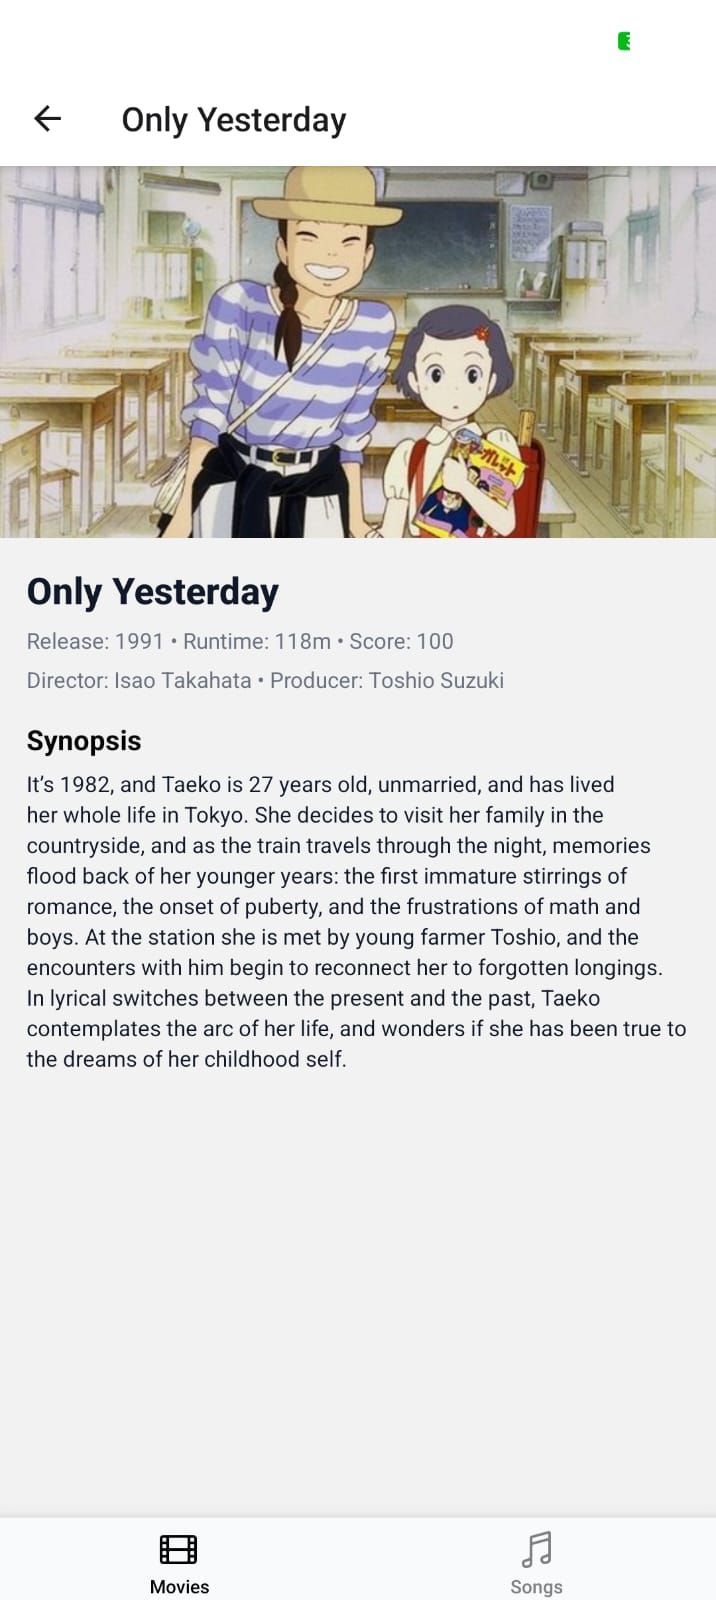 Only Yesterday
オレット
Only Yesterday
Release: 1991 • Runtime: 118m • Score: 100
Director: Isao Takahata • Producer: Toshio Suzuki
Synopsis
It’s 1982, and Taeko is 27 years old, unmarried, and has lived
her whole life in Tokyo. She decides to visit her family in the
countryside, and as the train travels through the night, memories
flood back of her younger years: the first immature stirrings of
romance, the onset of puberty, and the frustrations of math and
boys. At the station she is met by young farmer Toshio, and the
encounters with him begin to reconnect her to forgotten longings.
In lyrical switches between the present and the past, Taeko
contemplates the arc of her life, and wonders if she has been true to
the dreams of her childhood self.
Movies
Songs